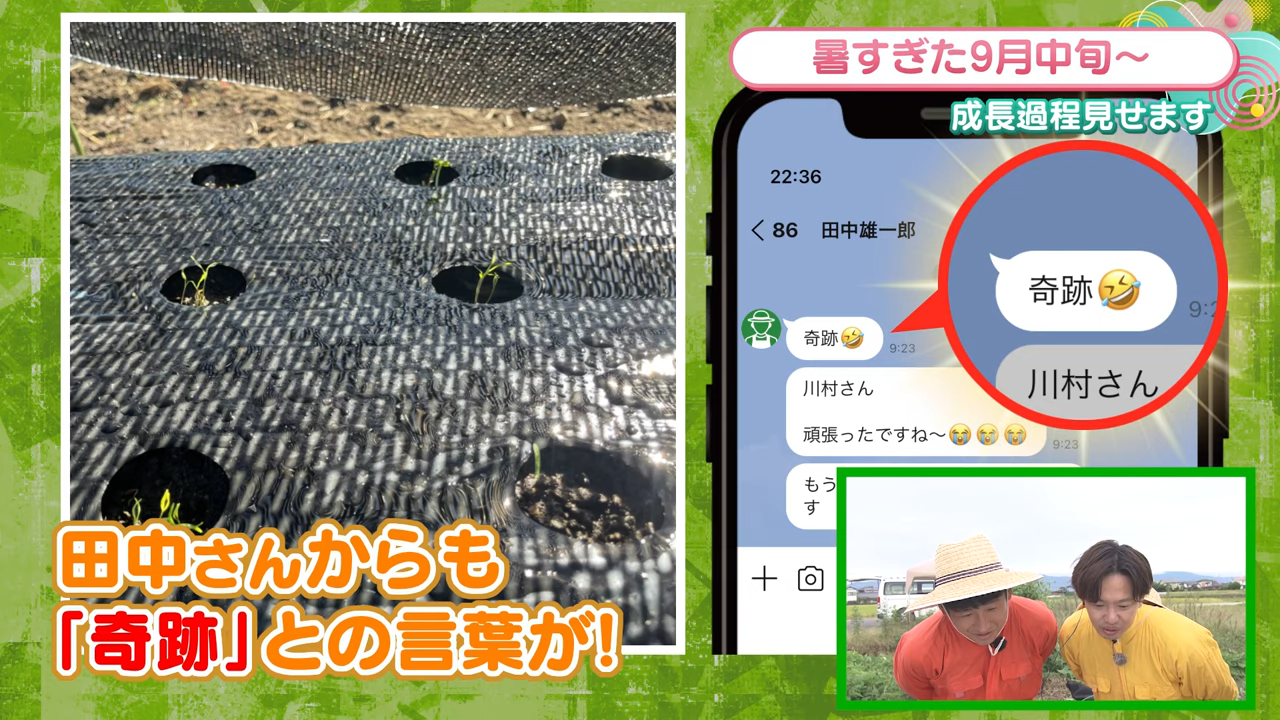 暑すぎた9月中旬～
成長過程見せます
22:36
86 田中雄一郎
奇跡🤣
9:23
川村さん
頑張ったですね～😭😭😭
9:23
もう
す
奇跡🤣
9:2
川村さん
田中さんからも
「奇跡」との言葉が!